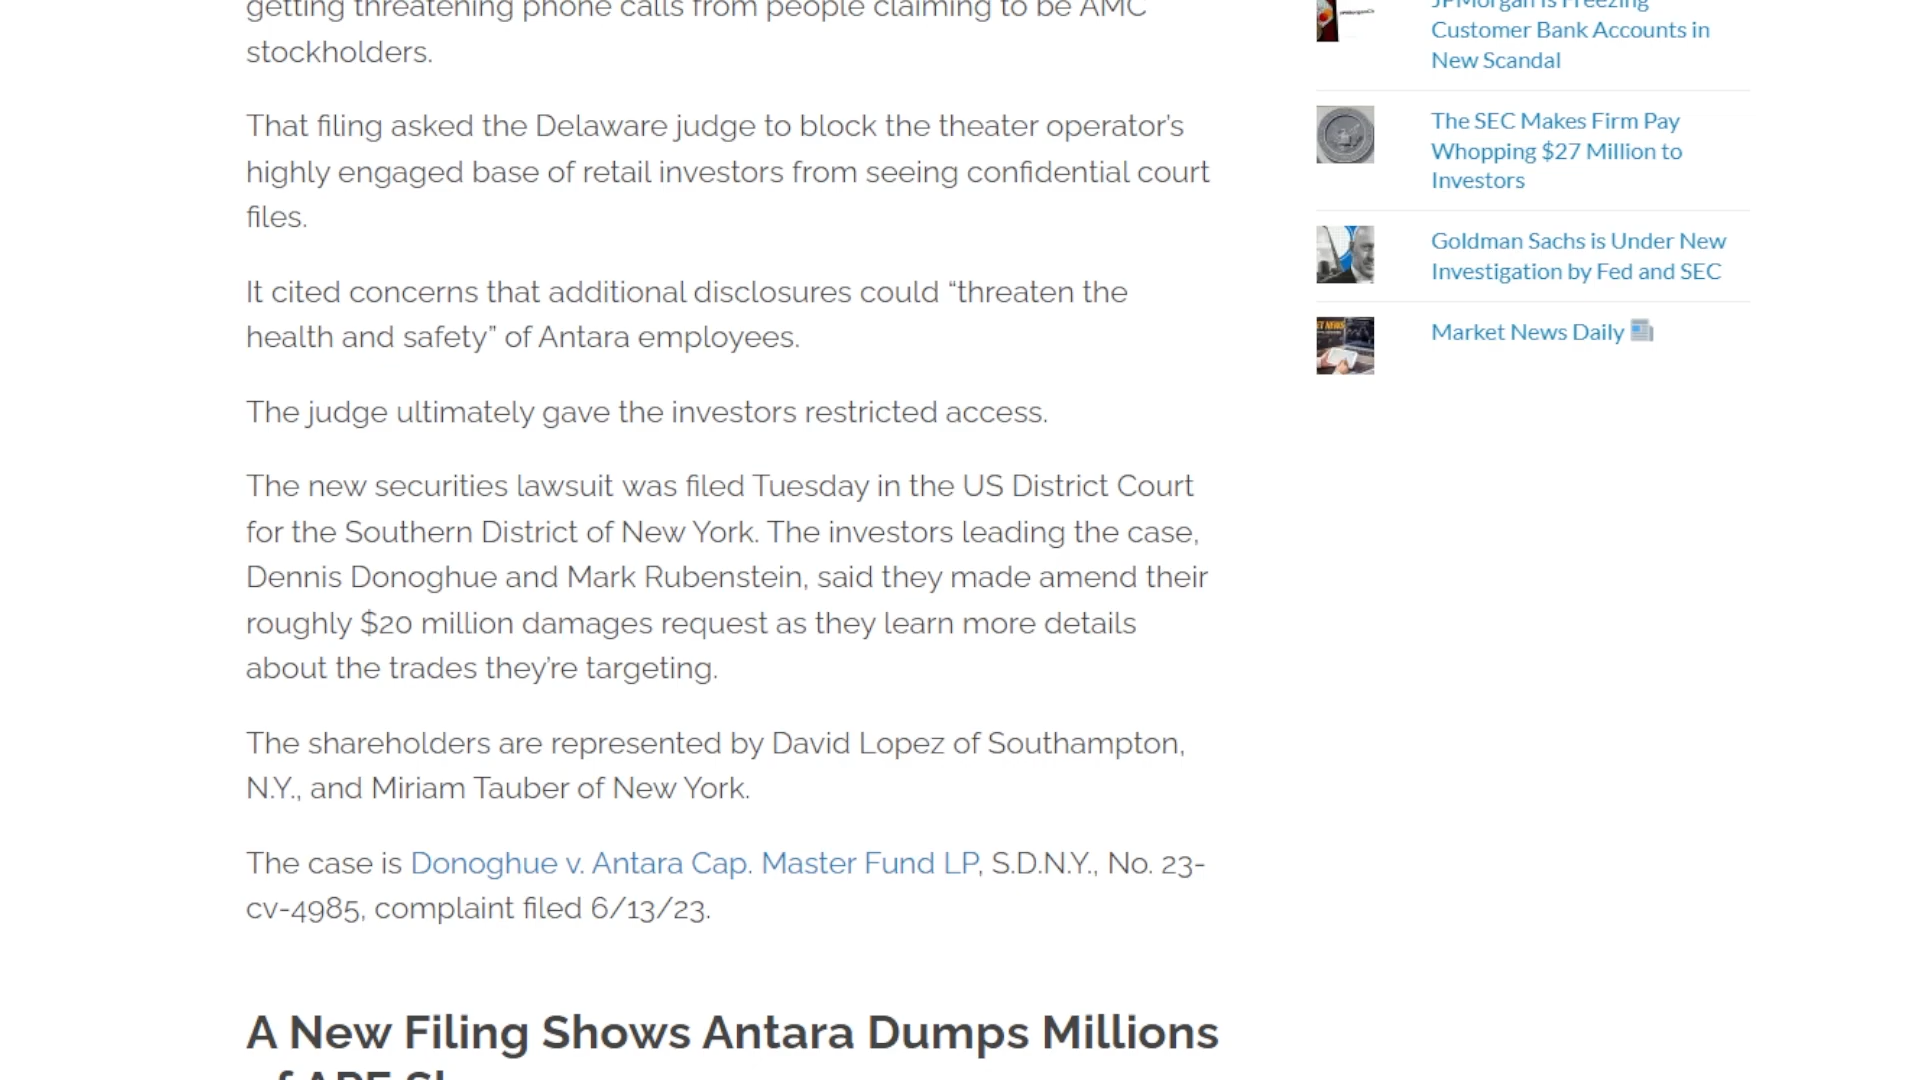 getting threatening phone calls from people claiming to be AMC
stockholders.
That filing asked the Delaware judge to block the theater operator's
highly engaged base of retail investors from seeing confidential court
files.
It cited concerns that additional disclosures could “threaten the
health and safety” of Antara employees.
The judge ultimately gave the investors restricted access.
The new securities lawsuit was filed Tuesday in the US District Court
for the Southern District of New York. The investors leading the case,
Dennis Donoghue and Mark Rubenstein, said they made amend their
roughly $20 million damages request as they learn more details
about the trades they’re targeting.
The shareholders are represented by David Lopez of Southampton,
N.Y., and Miriam Tauber of New York.
The case is Donoghue v. Antara Cap. Master Fund LP, S.D.N.Y., No. 23-
cv-4985, complaint filed 6/13/23.
A New Filing Shows Antara Dumps Millions
of APE
JPMorgan is Freezing
Customer Bank Accounts in
New Scandal
The SEC Makes Firm Pay
Whopping $27 Million to
Investors
Goldman Sachs is Under New
Investigation by Fed and SEC
Market News Daily